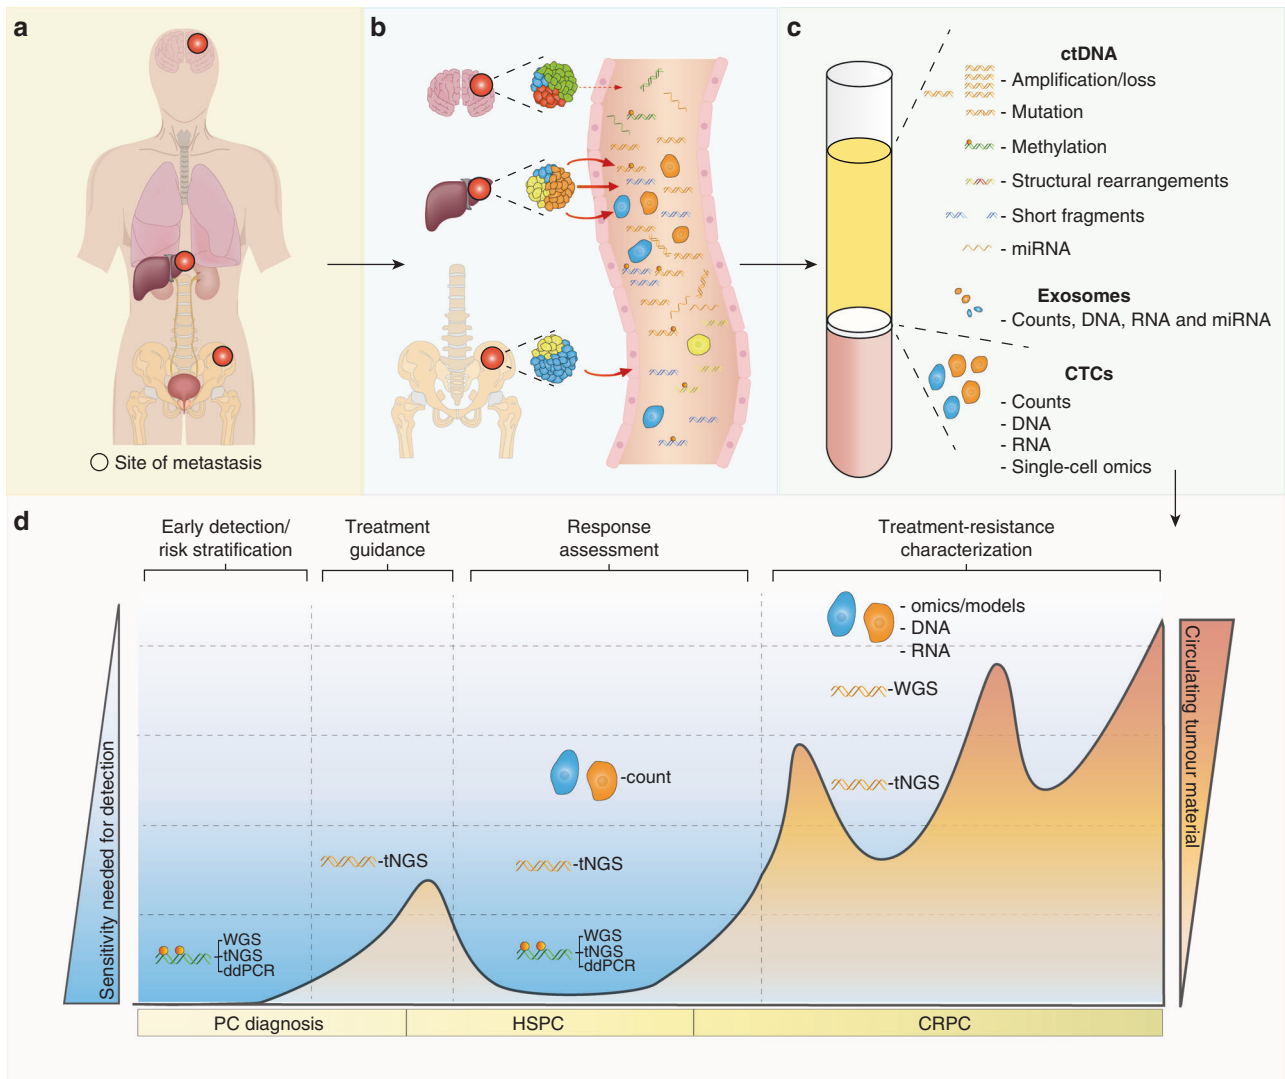 a
Site of metastasis
b
c
ctDNA
- Amplification/loss
- Mutation
- Methylation
- Structural rearrangements
- Short fragments
- miRNA
Exosomes
- Counts, DNA, RNA and miRNA
CTCs
- Counts
- DNA
- RNA
- Single-cell omics
d
Early detection/
risk stratification
Treatment
guidance
Response
assessment
Treatment-resistance
characterization
Sensitivity needed for detection
WGS
tNGS
ddPCR
-tNGS
-count
-tNGS
WGS
tNGS
ddPCR
- omics/models
- DNA
- RNA
-WGS
-tNGS
Circulating tumour material
PC diagnosis
HSPC
CRPC